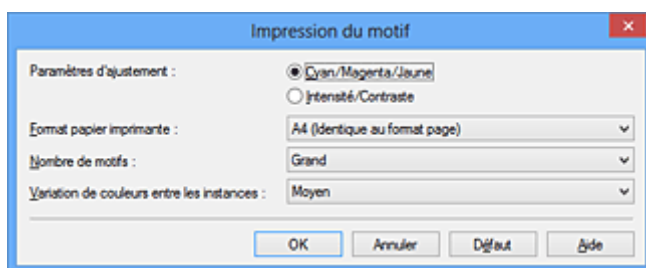 Impression du motif
Paramètres d'ajustement :
Cyan/Magenta/Jaune
Intensité/Contraste
Format papier imprimante :
A4 (Identique au format page)
Nombre de motifs :
Grand
Variation de couleurs entre les instances :
Moyen
OK
Annuler
Défaut
Aide